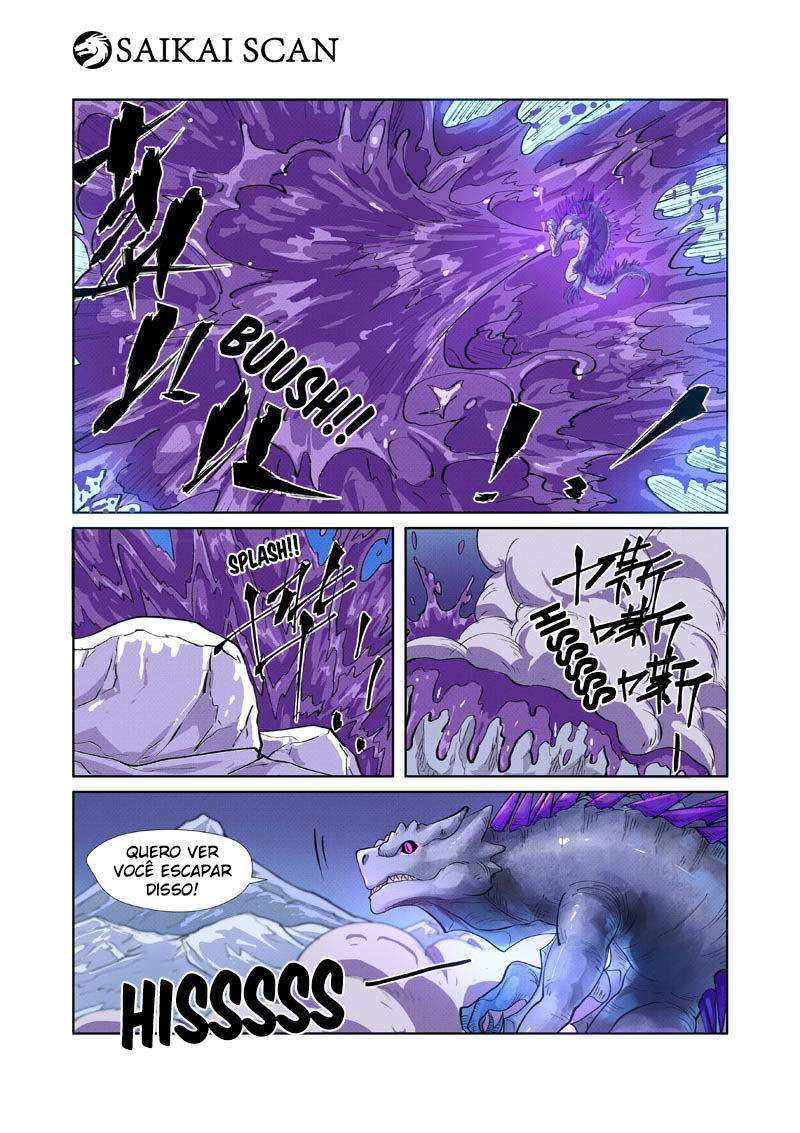 SAIKAI SCAN
BUUSH!!
SPLASH!!
HISSSSS
QUERO VER
VOCÊ ESCAPAR
DISSO!
HISSSSS